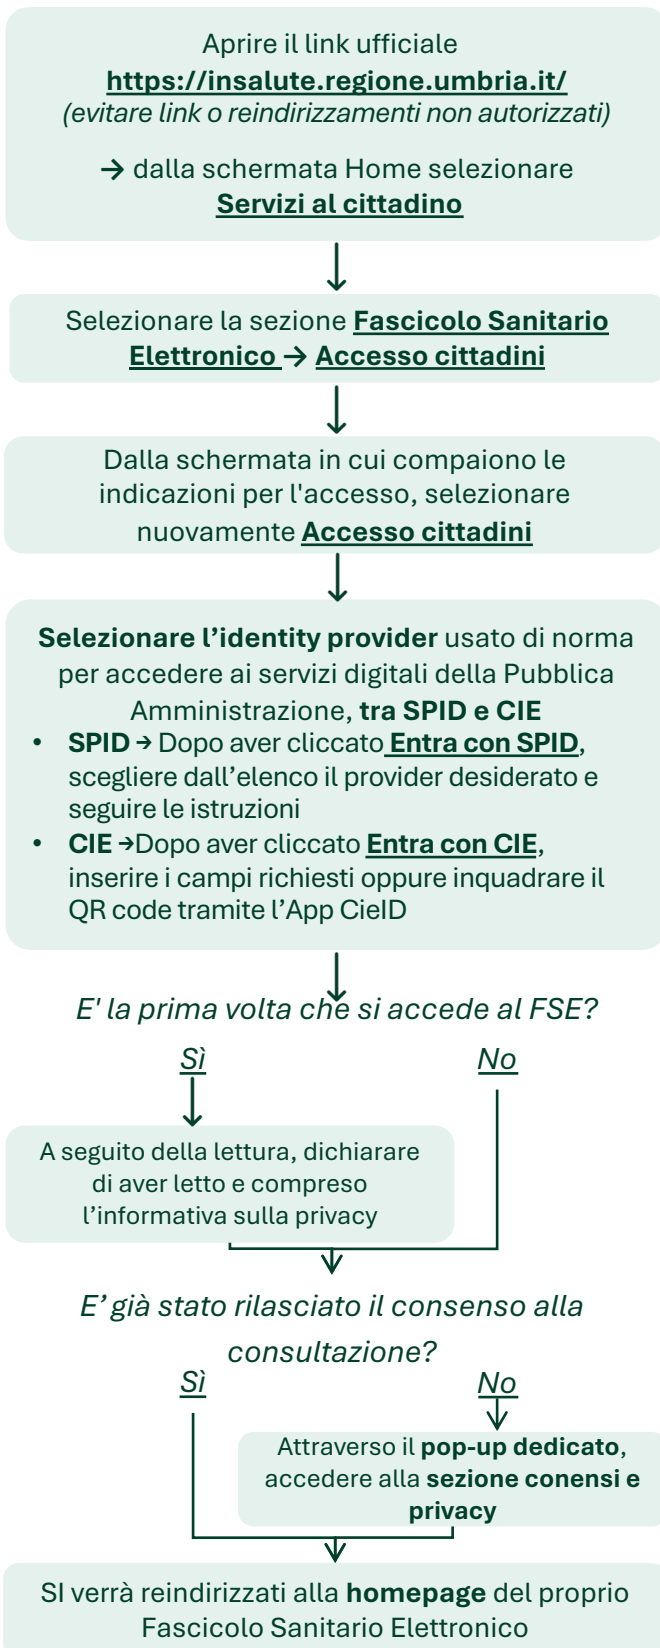 Aprire il link ufficiale
https://insalute.regione.umbria.it/
(evitare link o reindirizzamenti non autorizzati)
→ dalla schermata Home selezionare
Servizi al cittadino
Selezionare la sezione Fascicolo Sanitario
Elettronico → Accesso cittadini
Dalla schermata in cui compaiono le
indicazioni per l'accesso, selezionare
nuovamente Accesso cittadini
Selezionare l’identity provider usato di norma
per accedere ai servizi digitali della Pubblica
Amministrazione, tra SPID e CIE
• SPID → Dopo aver cliccato Entra con SPID,
scegliere dall’elenco il provider desiderato e
seguire le istruzioni
• CIE →Dopo aver cliccato Entra con CIE,
inserire i campi richiesti oppure inquadrare il
QR code tramite l’App CieID
E' la prima volta che si accede al FSE?
Sì
No
A seguito della lettura, dichiarare
di aver letto e compreso
l’informativa sulla privacy
E’ già stato rilasciato il consenso alla
consultazione?
Sì
No
Attraverso il pop-up dedicato,
accedere alla sezione conensi e
privacy
SI verrà reindirizzati alla homepage del proprio
Fascicolo Sanitario Elettronico